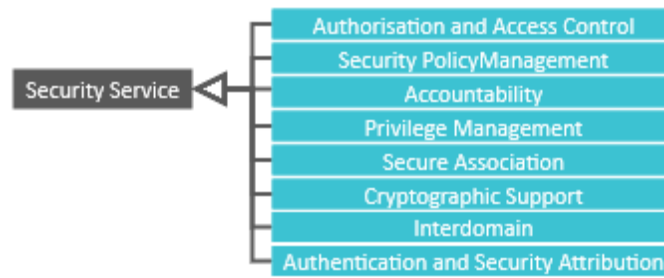 Authorisation and Access Control
Security PolicyManagement
Security Service
Accountability
Privilege Management
Secure Association
Cryptographic Support
Interdomain
Authentication and Security Attribution